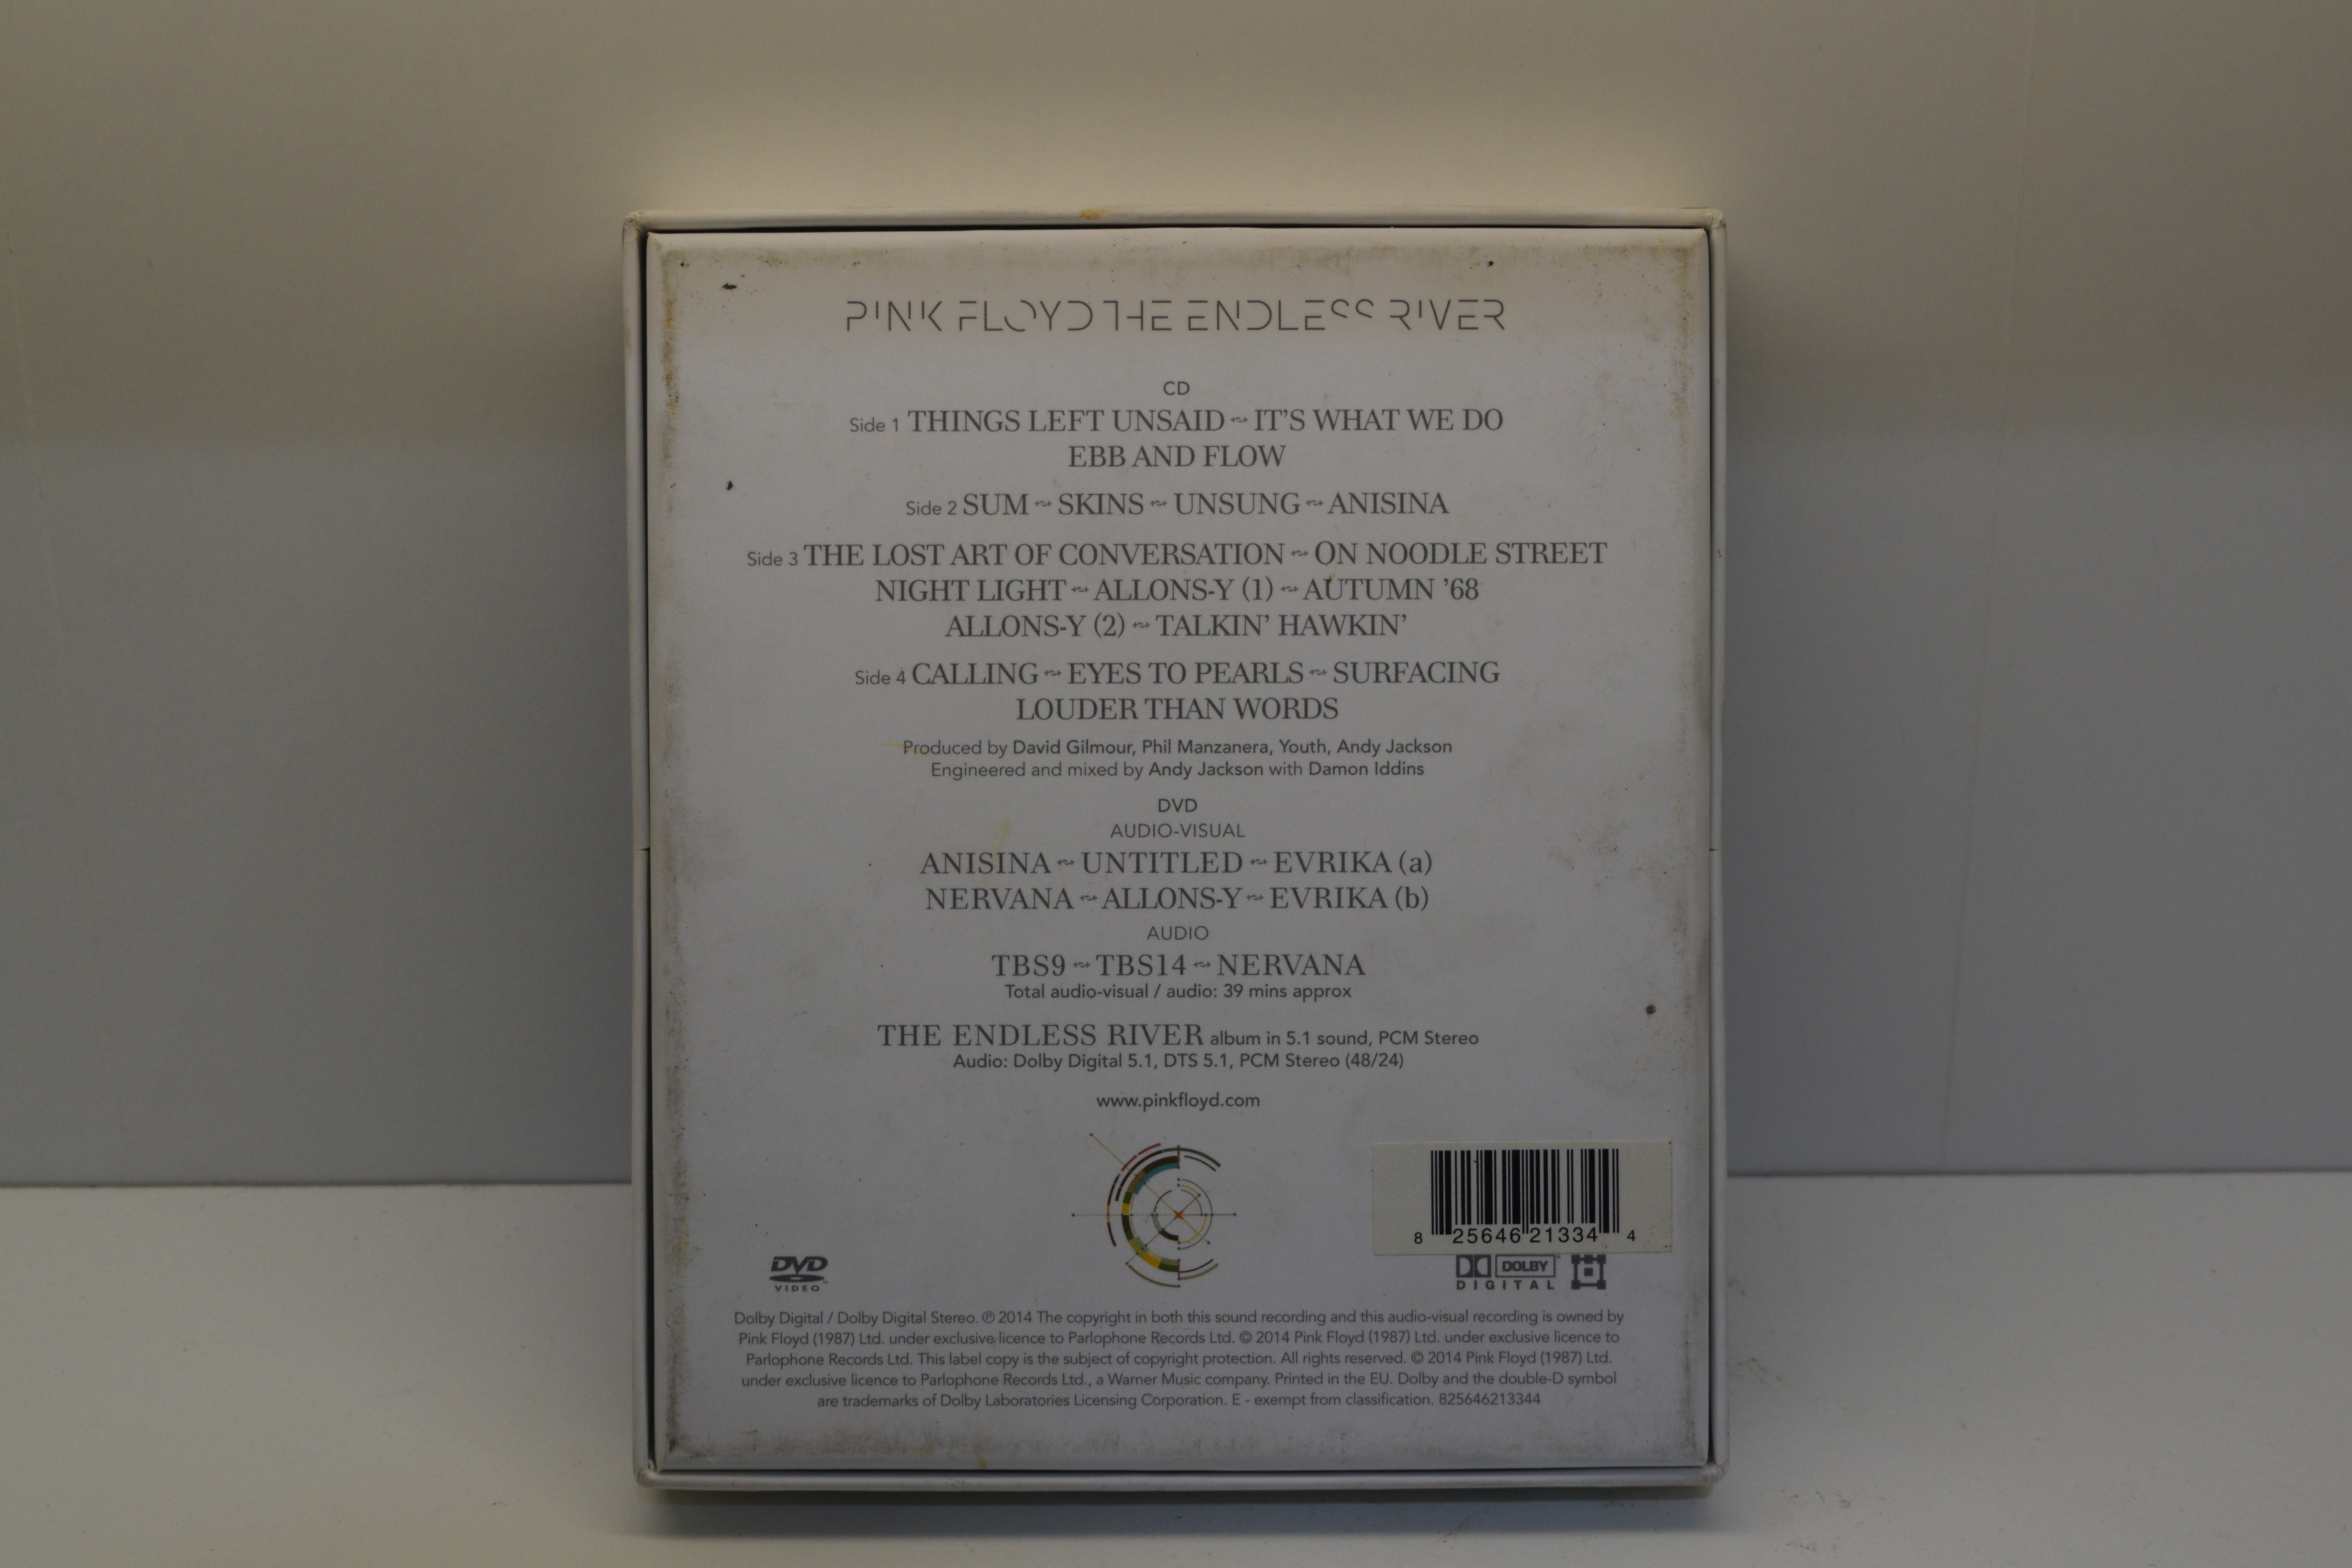 PINK FLOYD THE ENDLESS RIVER
CD
Side 1 THINGS LEFT UNSAID ~ IT'S WHAT WE DO
EBB AND FLOW
Side 2 SUM ~ SKINS ~ UNSUNG ~ ANISINA
Side 3 THE LOST ART OF CONVERSATION ~ ON NOODLE STREET
NIGHT LIGHT ~ ALLONS-Y (1) ~ AUTUMN '68
ALLONS-Y (2) ~ TALKIN' HAWKIN'
Side 4 CALLING ~ EYES TO PEARLS ~ SURFACING
LOUDER THAN WORDS
Produced by David Gilmour, Phil Manzanera, Youth, Andy Jackson
Engineered and mixed by Andy Jackson with Damon Iddins
DVD
AUDIO-VISUAL
ANISINA ~ UNTITLED ~ EVRIKA (a)
NERVANA ~ ALLONS-Y ~ EVRIKA (b)
AUDIO
TBS9 ~ TBS14 ~ NERVANA
Total audio-visual / audio: 39 mins approx
THE ENDLESS RIVER album in 5.1 sound, PCM Stereo
Audio: Dolby Digital 5.1, DTS 5.1, PCM Stereo (48/24)
www.pinkfloyd.com
8 25646 21334 4
DVD
VIDEO
DOLBY
DIGITAL
Dolby Digital / Dolby Digital Stereo. ℗ 2014 The copyright in both this sound recording and this audio-visual recording is owned by
Pink Floyd (1987) Ltd. under exclusive licence to Parlophone Records Ltd. © 2014 Pink Floyd (1987) Ltd. under exclusive licence to
Parlophone Records Ltd. This label copy is the subject of copyright protection. All rights reserved. © 2014 Pink Floyd (1987) Ltd.
under exclusive licence to Parlophone Records Ltd., a Warner Music company. Printed in the EU. Dolby and the double-D symbol
are trademarks of Dolby Laboratories Licensing Corporation. E - exempt from classification. 825646213344